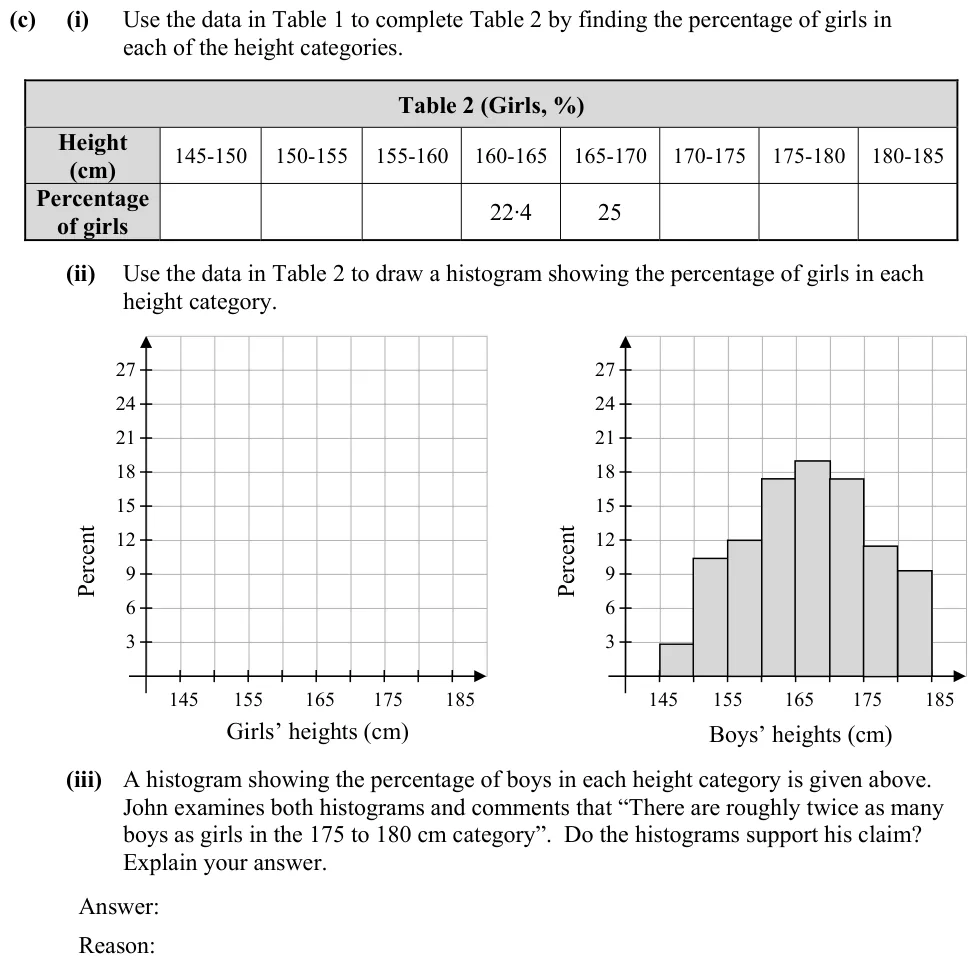 (c) (i) Use the data in Table 1 to complete Table 2 by finding the percentage of girls in
each of the height categories.
Table 2 (Girls, %)
Height (cm) 145-150 150-155 155-160 160-165 165-170 170-175 175-180 180-185
Percentage of girls 22·4 25
(ii) Use the data in Table 2 to draw a histogram showing the percentage of girls in each
height category.
27
24
21
18
15
12
9
6
3
Percent
145 155 165 175 185
Girls’ heights (cm)
27
24
21
18
15
12
9
6
3
Percent
145 155 165 175 185
Boys’ heights (cm)
(iii) A histogram showing the percentage of boys in each height category is given above.
John examines both histograms and comments that “There are roughly twice as many
boys as girls in the 175 to 180 cm category”. Do the histograms support his claim?
Explain your answer.
Answer:
Reason: